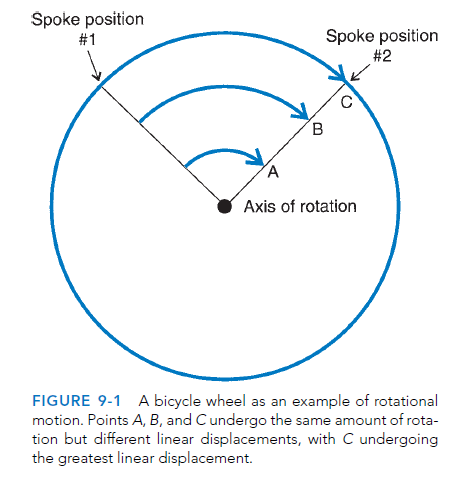 Spoke position
#1
Spoke position
#2
C
B
A
Axis of rotation
FIGURE 9-1 A bicycle wheel as an example of rotational
motion. Points A, B, and C undergo the same amount of rota-
tion but different linear displacements, with C undergoing
the greatest linear displacement.